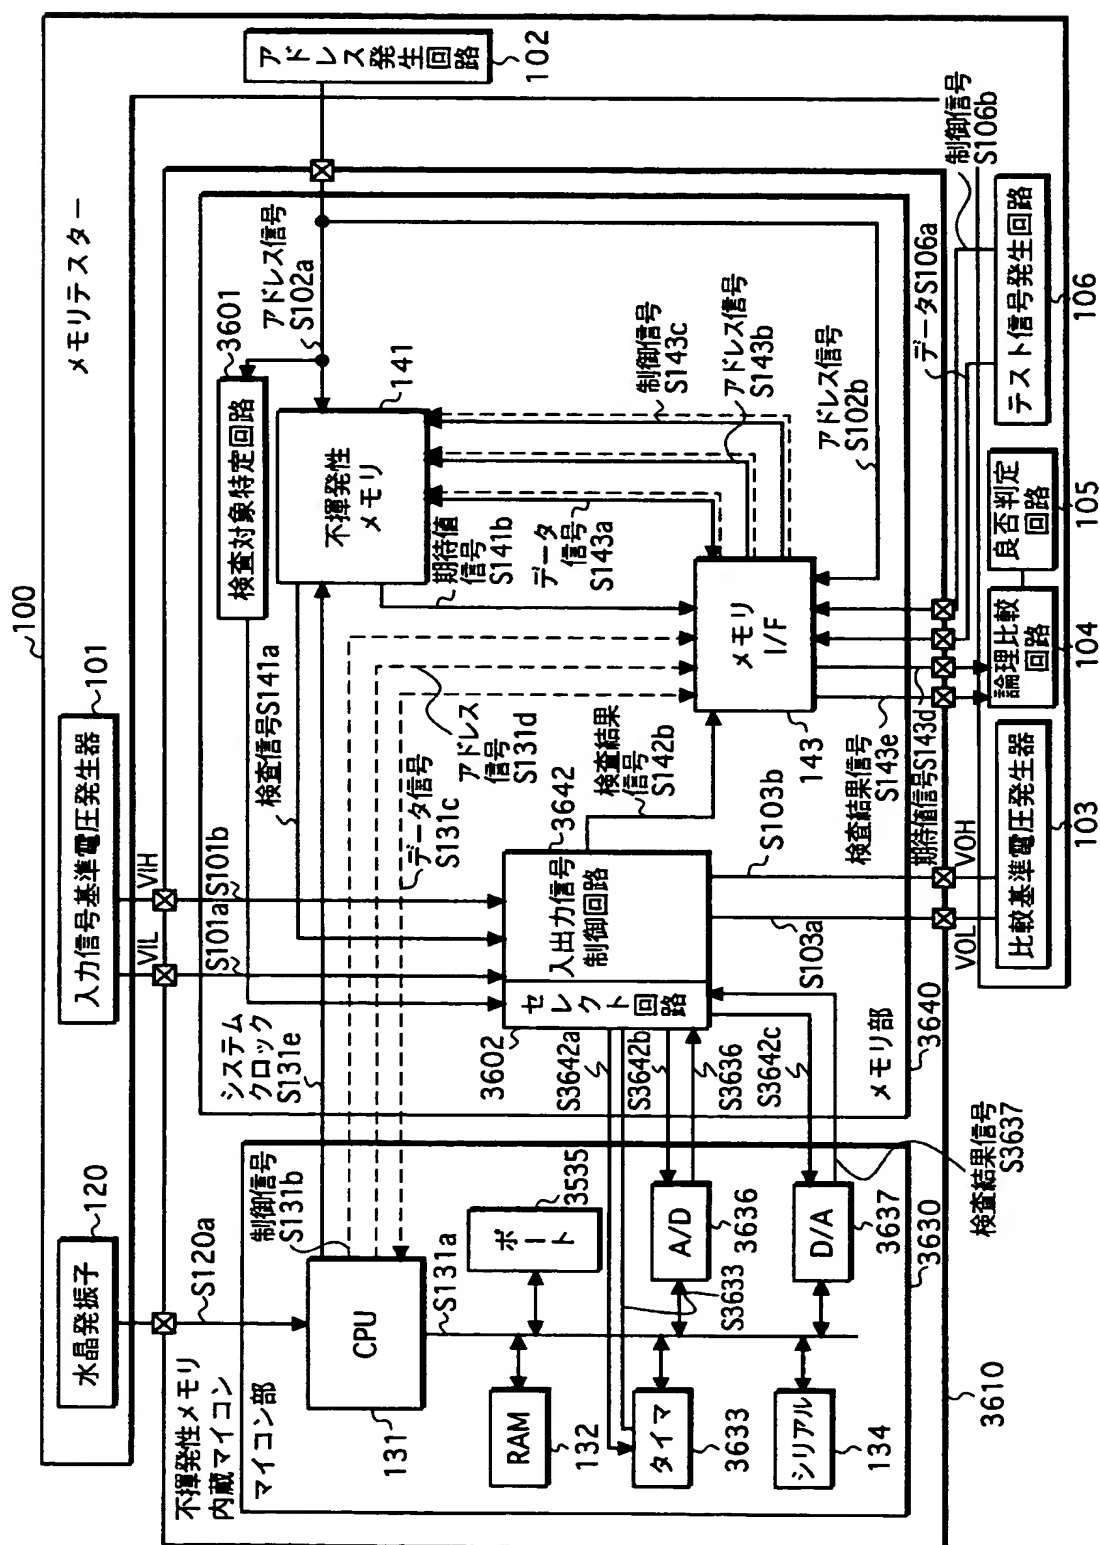 100
メモリテスター
水晶発振子
120
入力信号基準電圧発生器
101
アドレス発生回路
102
S120a
VIL
VIH
S101a
S101b
不揮発性メモリ
内蔵マイコン
マイコン部
制御信号
S131b
システム
クロック
S131e
検査信号S141a
検査対象特定回路
3601
アドレス信号
S102a
CPU
131
S131a
不揮発性
メモリ
141
データ信号
S131c
アドレス
信号
S131d
期待値
信号
S141b
データ
信号
S143a
制御信号
S143c
アドレス信号
S143b
アドレス信号
S102b
RAM
132
ポート
3535
タイマ
3633
S3633
A/D
3636
シリアル
134
D/A
3637
3602
セレクト回路
入出力信号
制御回路
3642
S3642a
S3642b
S3636
S3642c
検査結果
信号
S142b
メモリ
I/F
143
S103a
S103b
検査結果信号
S143e
期待値信号S143d
データS106a
制御信号
S106b
メモリ部
3640
3630
検査結果信号
S3637
3610
VOL
VOH
比較基準電圧発生器
103
論理比較
回路
104
良否判定
回路
105
テスト信号発生回路
106